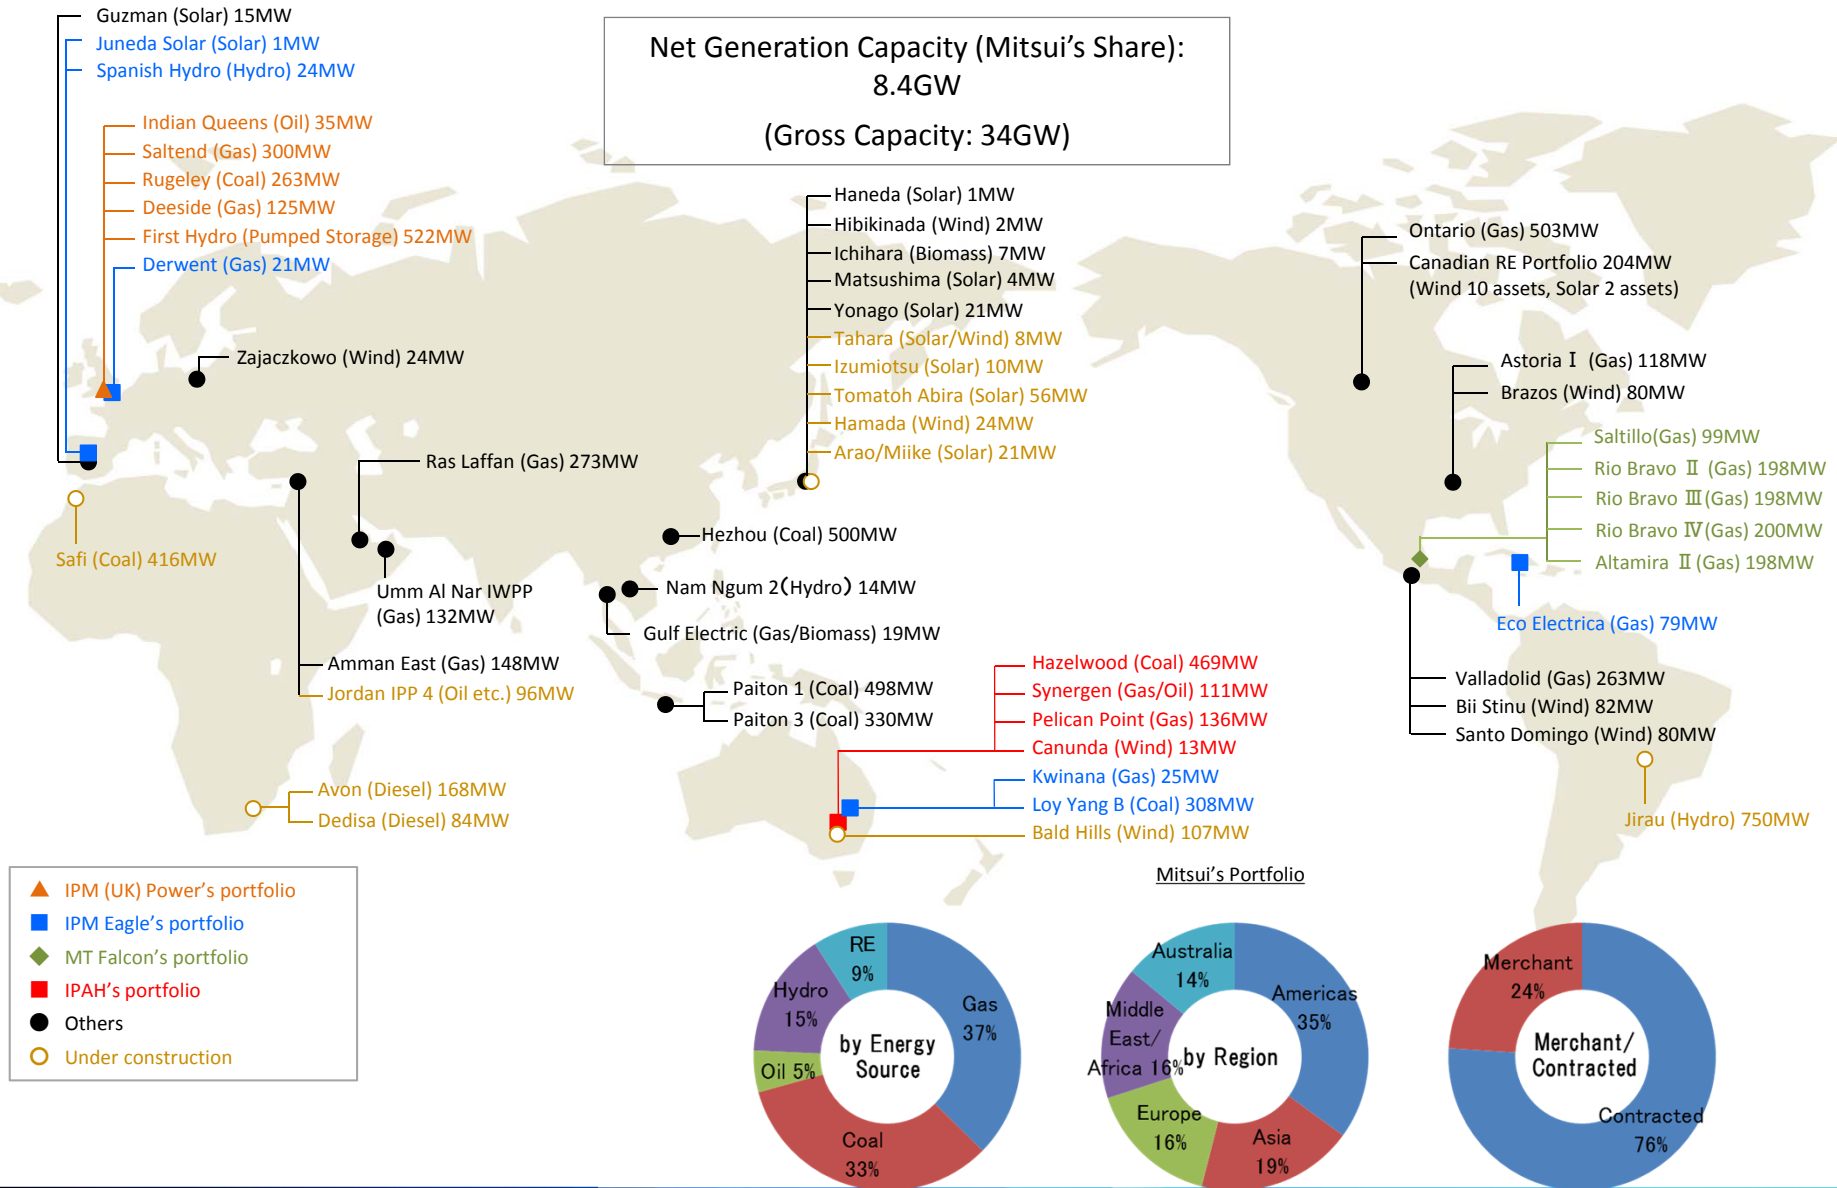 Guzman (Solar) 15MW
Juneda Solar (Solar) 1MW
Spanish Hydro (Hydro) 24MW
Net Generation Capacity (Mitsui's Share):
8.4GW
(Gross Capacity: 34GW)
Indian Queens (Oil) 35MW
Saltend (Gas) 300MW
Rugeley (Coal) 263MW
Deeside (Gas) 125MW
First Hydro (Pumped Storage) 522MW
Derwent (Gas) 21MW
Zajaczkowo (Wind) 24MW
Haneda (Solar) 1MW
Hibikinada (Wind) 2MW
Ichihara (Biomass) 7MW
Matsushima (Solar) 4MW
Yonago (Solar) 21MW
Tahara (Solar/Wind) 8MW
Izumiotsu (Solar) 10MW
Tomatoh Abira (Solar) 56MW
Hamada (Wind) 24MW
Arao/Miike (Solar) 21MW
Ontario (Gas) 503MW
Canadian RE Portfolio 204MW
(Wind 10 assets, Solar 2 assets)
Astoria Ⅰ (Gas) 118MW
Brazos (Wind) 80MW
Saltillo(Gas) 99MW
Rio Bravo Ⅱ (Gas) 198MW
Rio Bravo Ⅲ(Gas) 198MW
Rio Bravo Ⅳ(Gas) 200MW
Altamira Ⅱ (Gas) 198MW
Eco Electrica (Gas) 79MW
Ras Laffan (Gas) 273MW
Safi (Coal) 416MW
Umm Al Nar IWPP
(Gas) 132MW
Amman East (Gas) 148MW
Jordan IPP 4 (Oil etc.) 96MW
Hezhou (Coal) 500MW
Nam Ngum 2(Hydro) 14MW
Gulf Electric (Gas/Biomass) 19MW
Paiton 1 (Coal) 498MW
Paiton 3 (Coal) 330MW
Hazelwood (Coal) 469MW
Synergen (Gas/Oil) 111MW
Pelican Point (Gas) 136MW
Canunda (Wind) 13MW
Kwinana (Gas) 25MW
Loy Yang B (Coal) 308MW
Bald Hills (Wind) 107MW
Valladolid (Gas) 263MW
Bii Stinu (Wind) 82MW
Santo Domingo (Wind) 80MW
Jirau (Hydro) 750MW
Avon (Diesel) 168MW
Dedisa (Diesel) 84MW
IPM (UK) Power's portfolio
IPM Eagle's portfolio
MT Falcon's portfolio
IPAH's portfolio
Others
Under construction
Mitsui's Portfolio
RE
9%
Hydro
15%
Gas
37%
Oil 5%
Coal
33%
by Energy
Source
Australia
14%
Americas
35%
Middle
East/
Africa 16%
by Region
Europe
16%
Asia
19%
Merchant
24%
Merchant/
Contracted
Contracted
76%